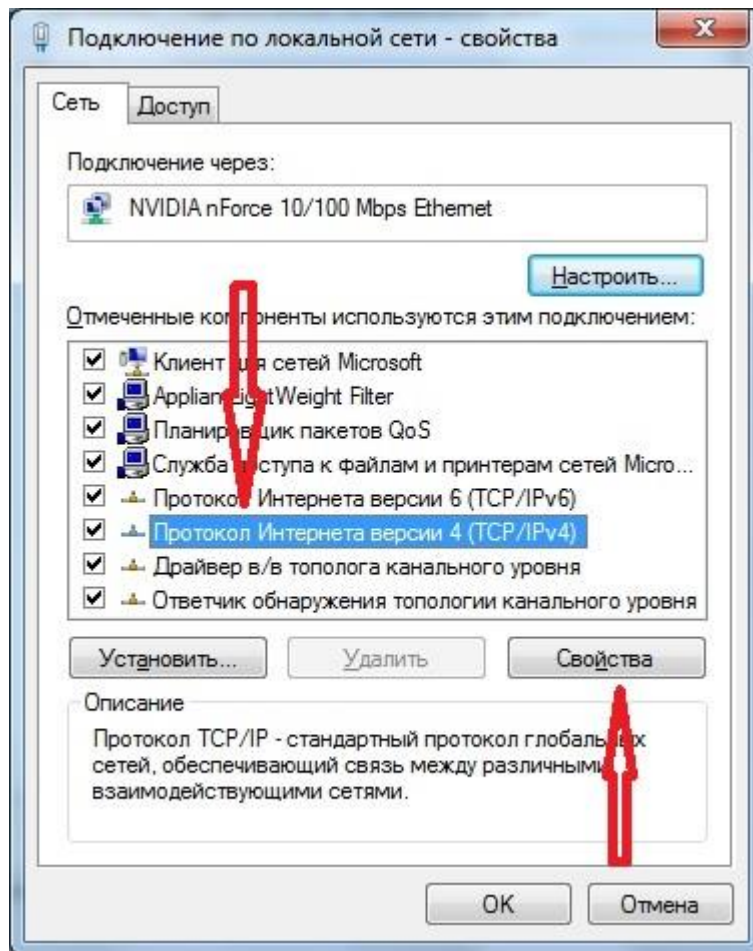 Подключение по локальной сети - свойства
Сеть
Доступ
Подключение через:
NVIDIA nForce 10/100 Mbps Ethernet
Настроить...
Отмеченные компоненты используются этим подключением:
Клиент для сетей Microsoft
Weight Filter
Планировщик пакетов QoS
Служба доступа к файлам и принтерам сетей Micro...
Протокол Интернета версии 6 (TCP/IPv6)
Протокол Интернета версии 4 (TCP/IPv4)
Драйвер в/в тополога канального уровня
Ответчик обнаружения топологии канального уровня
Установить...
Удалить
Свойства
Описание
Протокол TCP/IP - стандартный протокол глобальных
сетей, обеспечивающий связь между различными
взаимодействующими сетями.
OK
Отмена